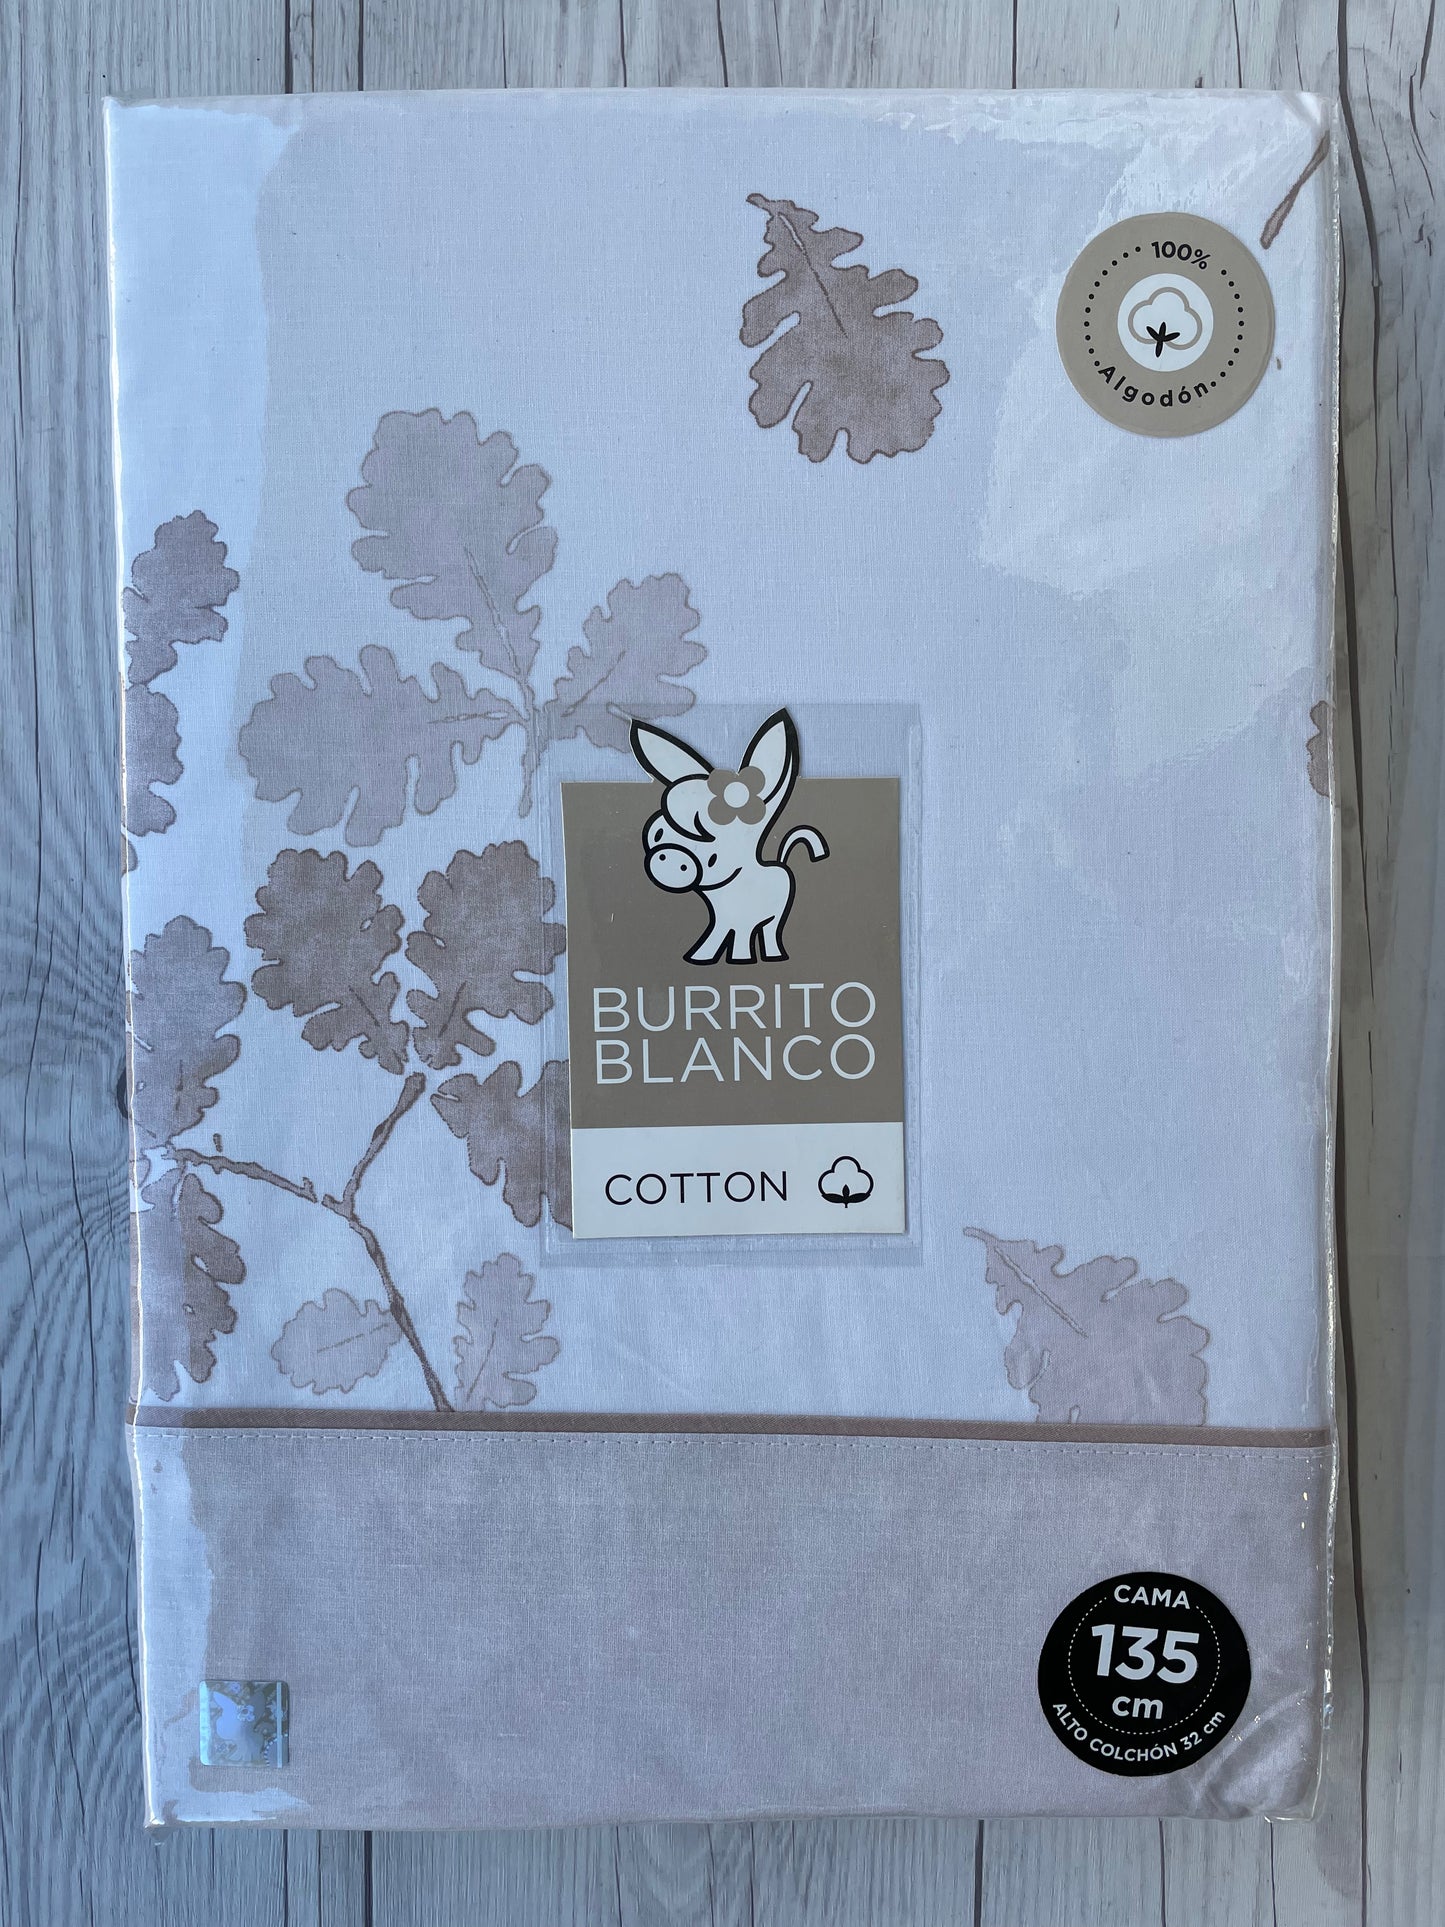 100%
Algodón
BURRITO
BLANCO
COTTON
CAMA
135
cm
ALTO COLCHÓN 32 cm